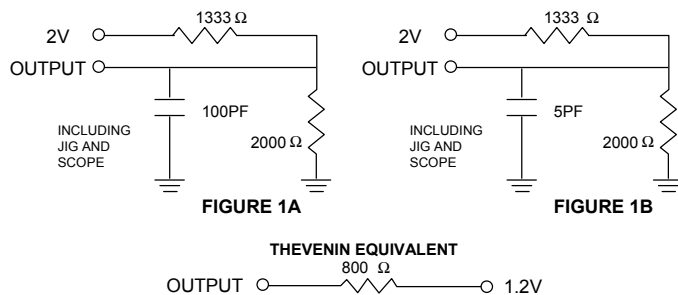 1333 Ω
2V
OUTPUT
100PF
INCLUDING
JIG AND
SCOPE
2000 Ω
FIGURE 1A
1333 Ω
2V
OUTPUT
5PF
INCLUDING
JIG AND
SCOPE
2000 Ω
FIGURE 1B
THEVENIN EQUIVALENT
800 Ω
OUTPUT
1.2V